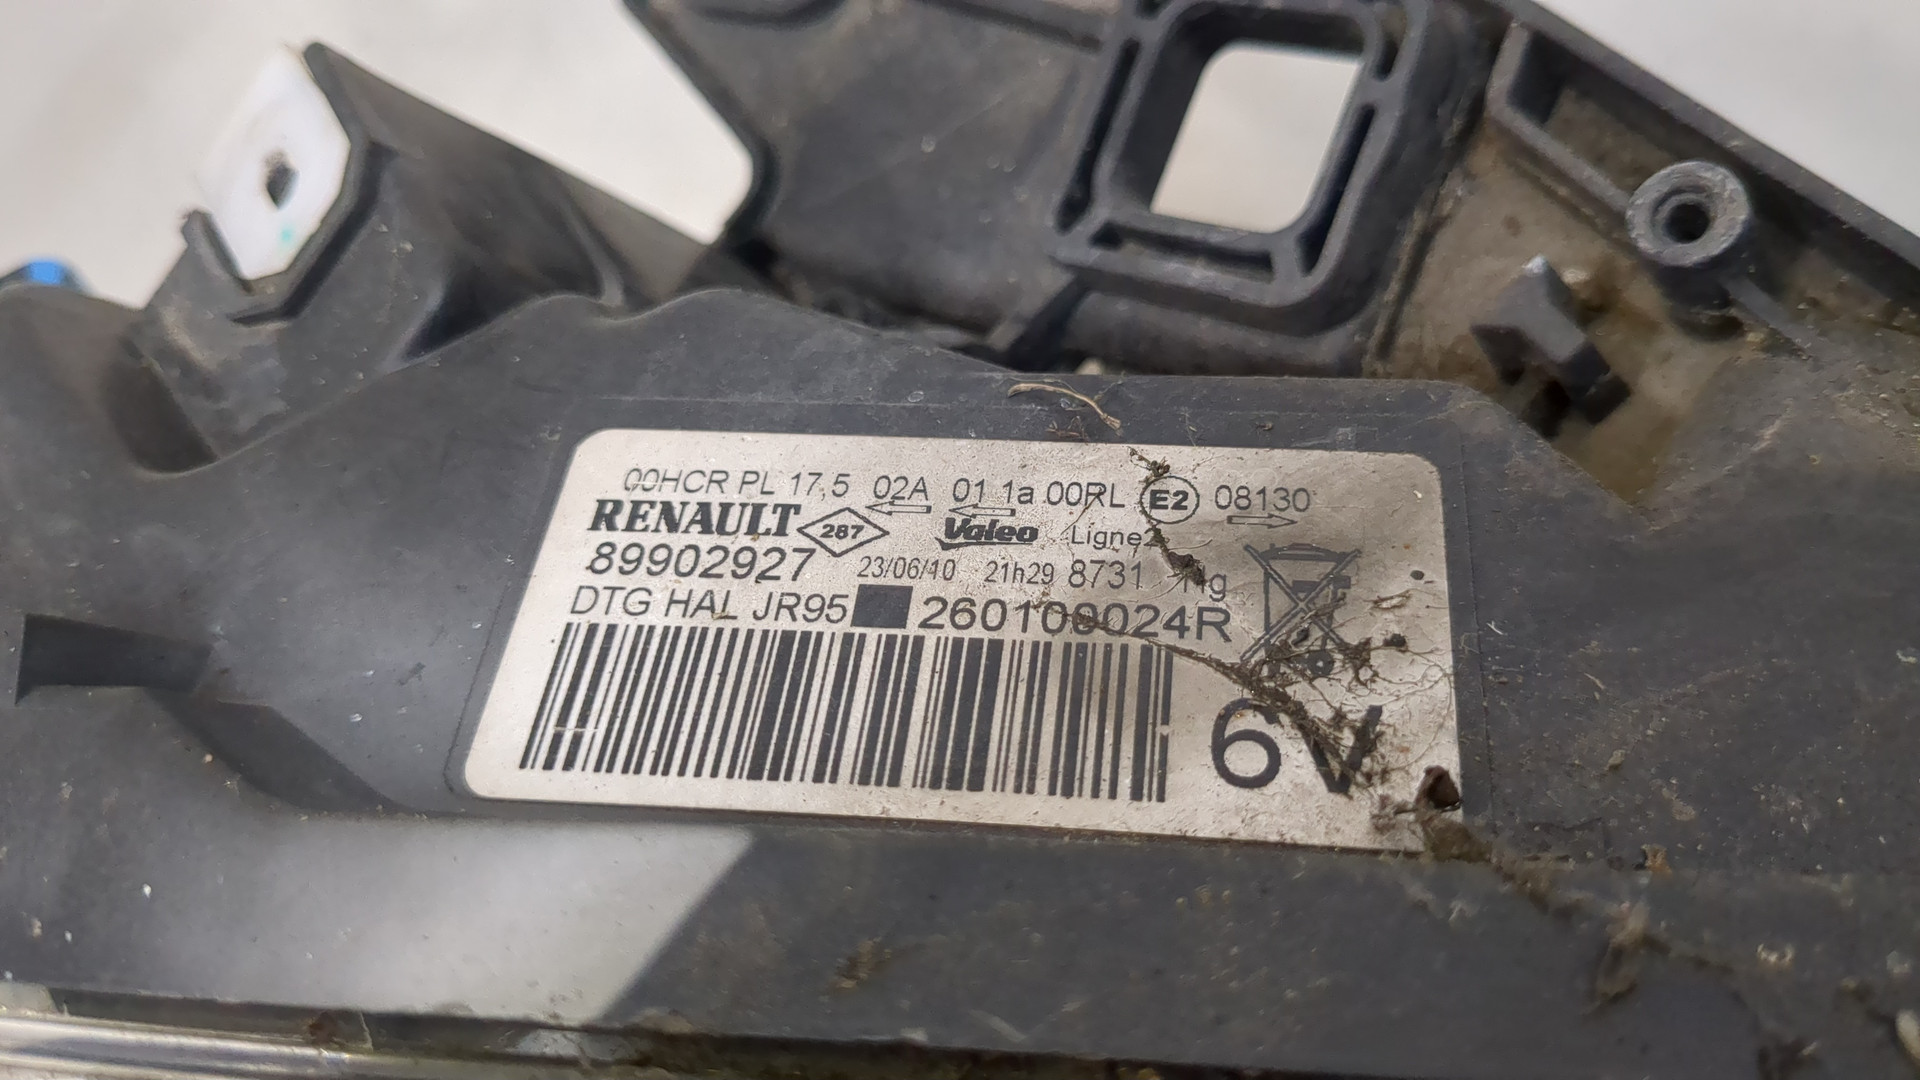 00HCR PL 17,5 02A 01 1a 00RL E2 08130
RENAULT 287 Valeo Ligne2
89902927 23/06/10 21h29 8731
DTG HAL JR95 260100024R
6V